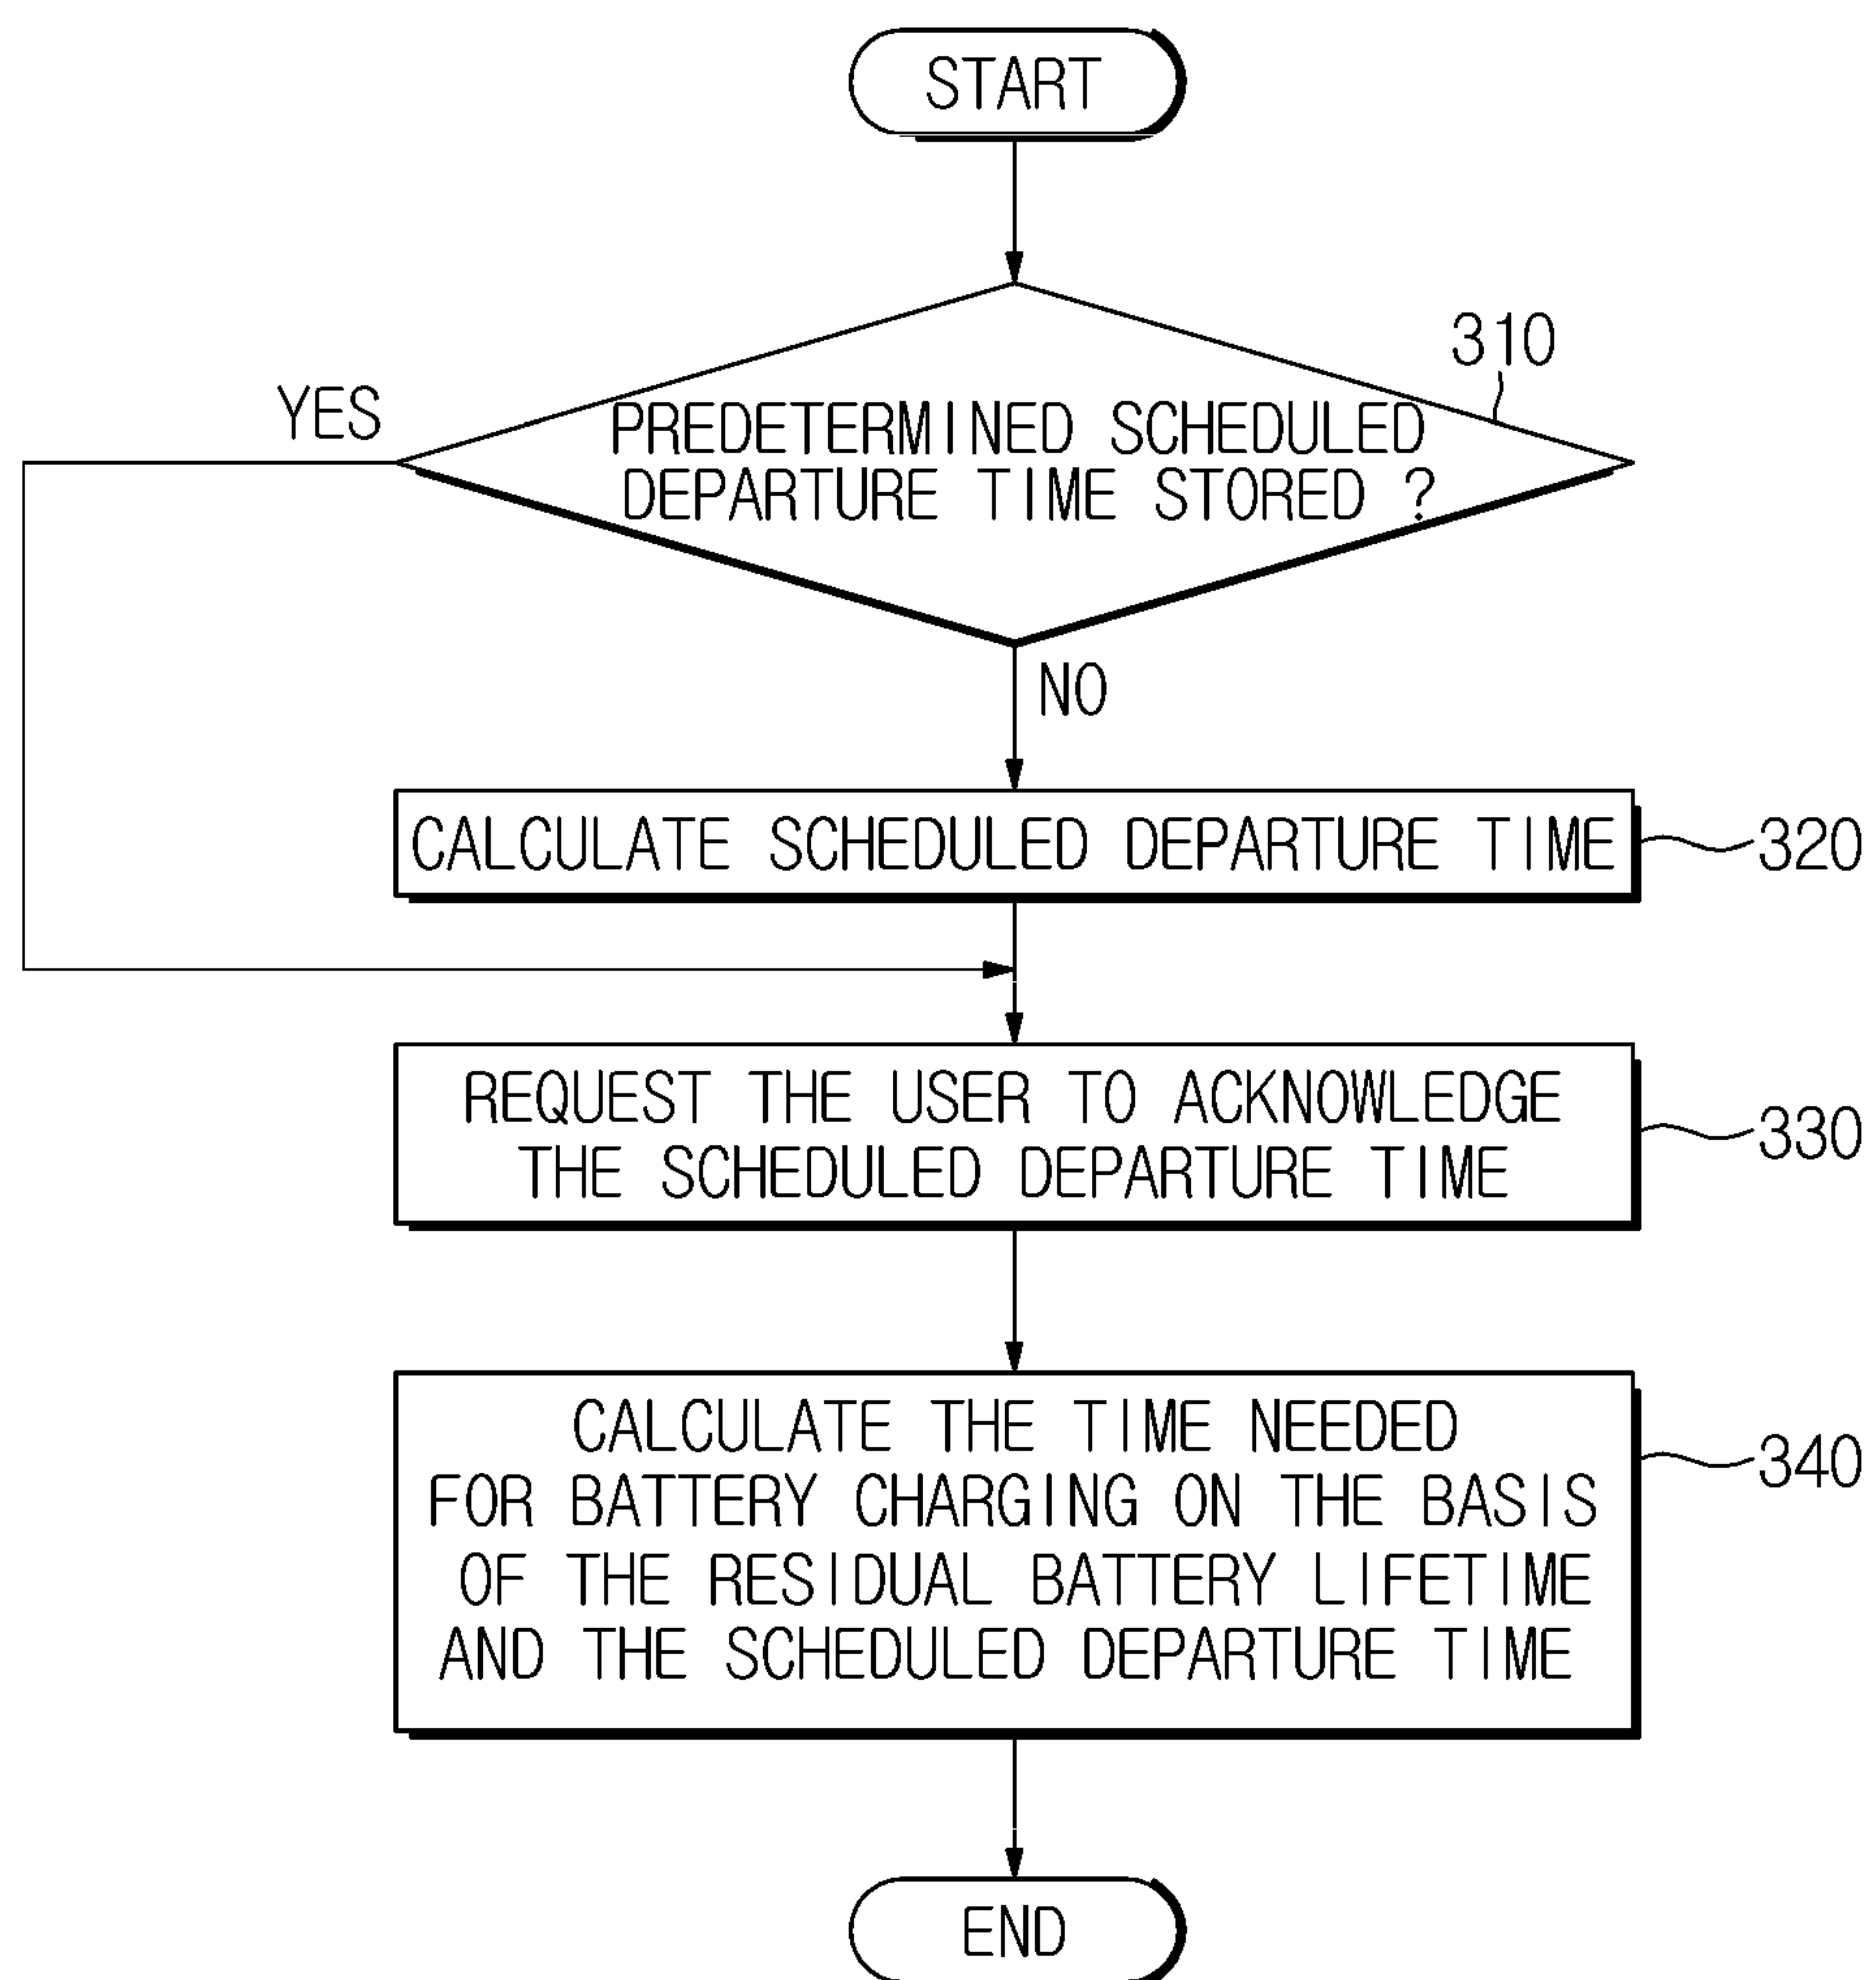 START
310
YES
PREDETERMINED SCHEDULED
DEPARTURE TIME STORED ?
NO
CALCULATE SCHEDULED DEPARTURE TIME
320
REQUEST THE USER TO ACKNOWLEDGE
THE SCHEDULED DEPARTURE TIME
330
CALCULATE THE TIME NEEDED
FOR BATTERY CHARGING ON THE BASIS
OF THE RESIDUAL BATTERY LIFETIME
AND THE SCHEDULED DEPARTURE TIME
340
END